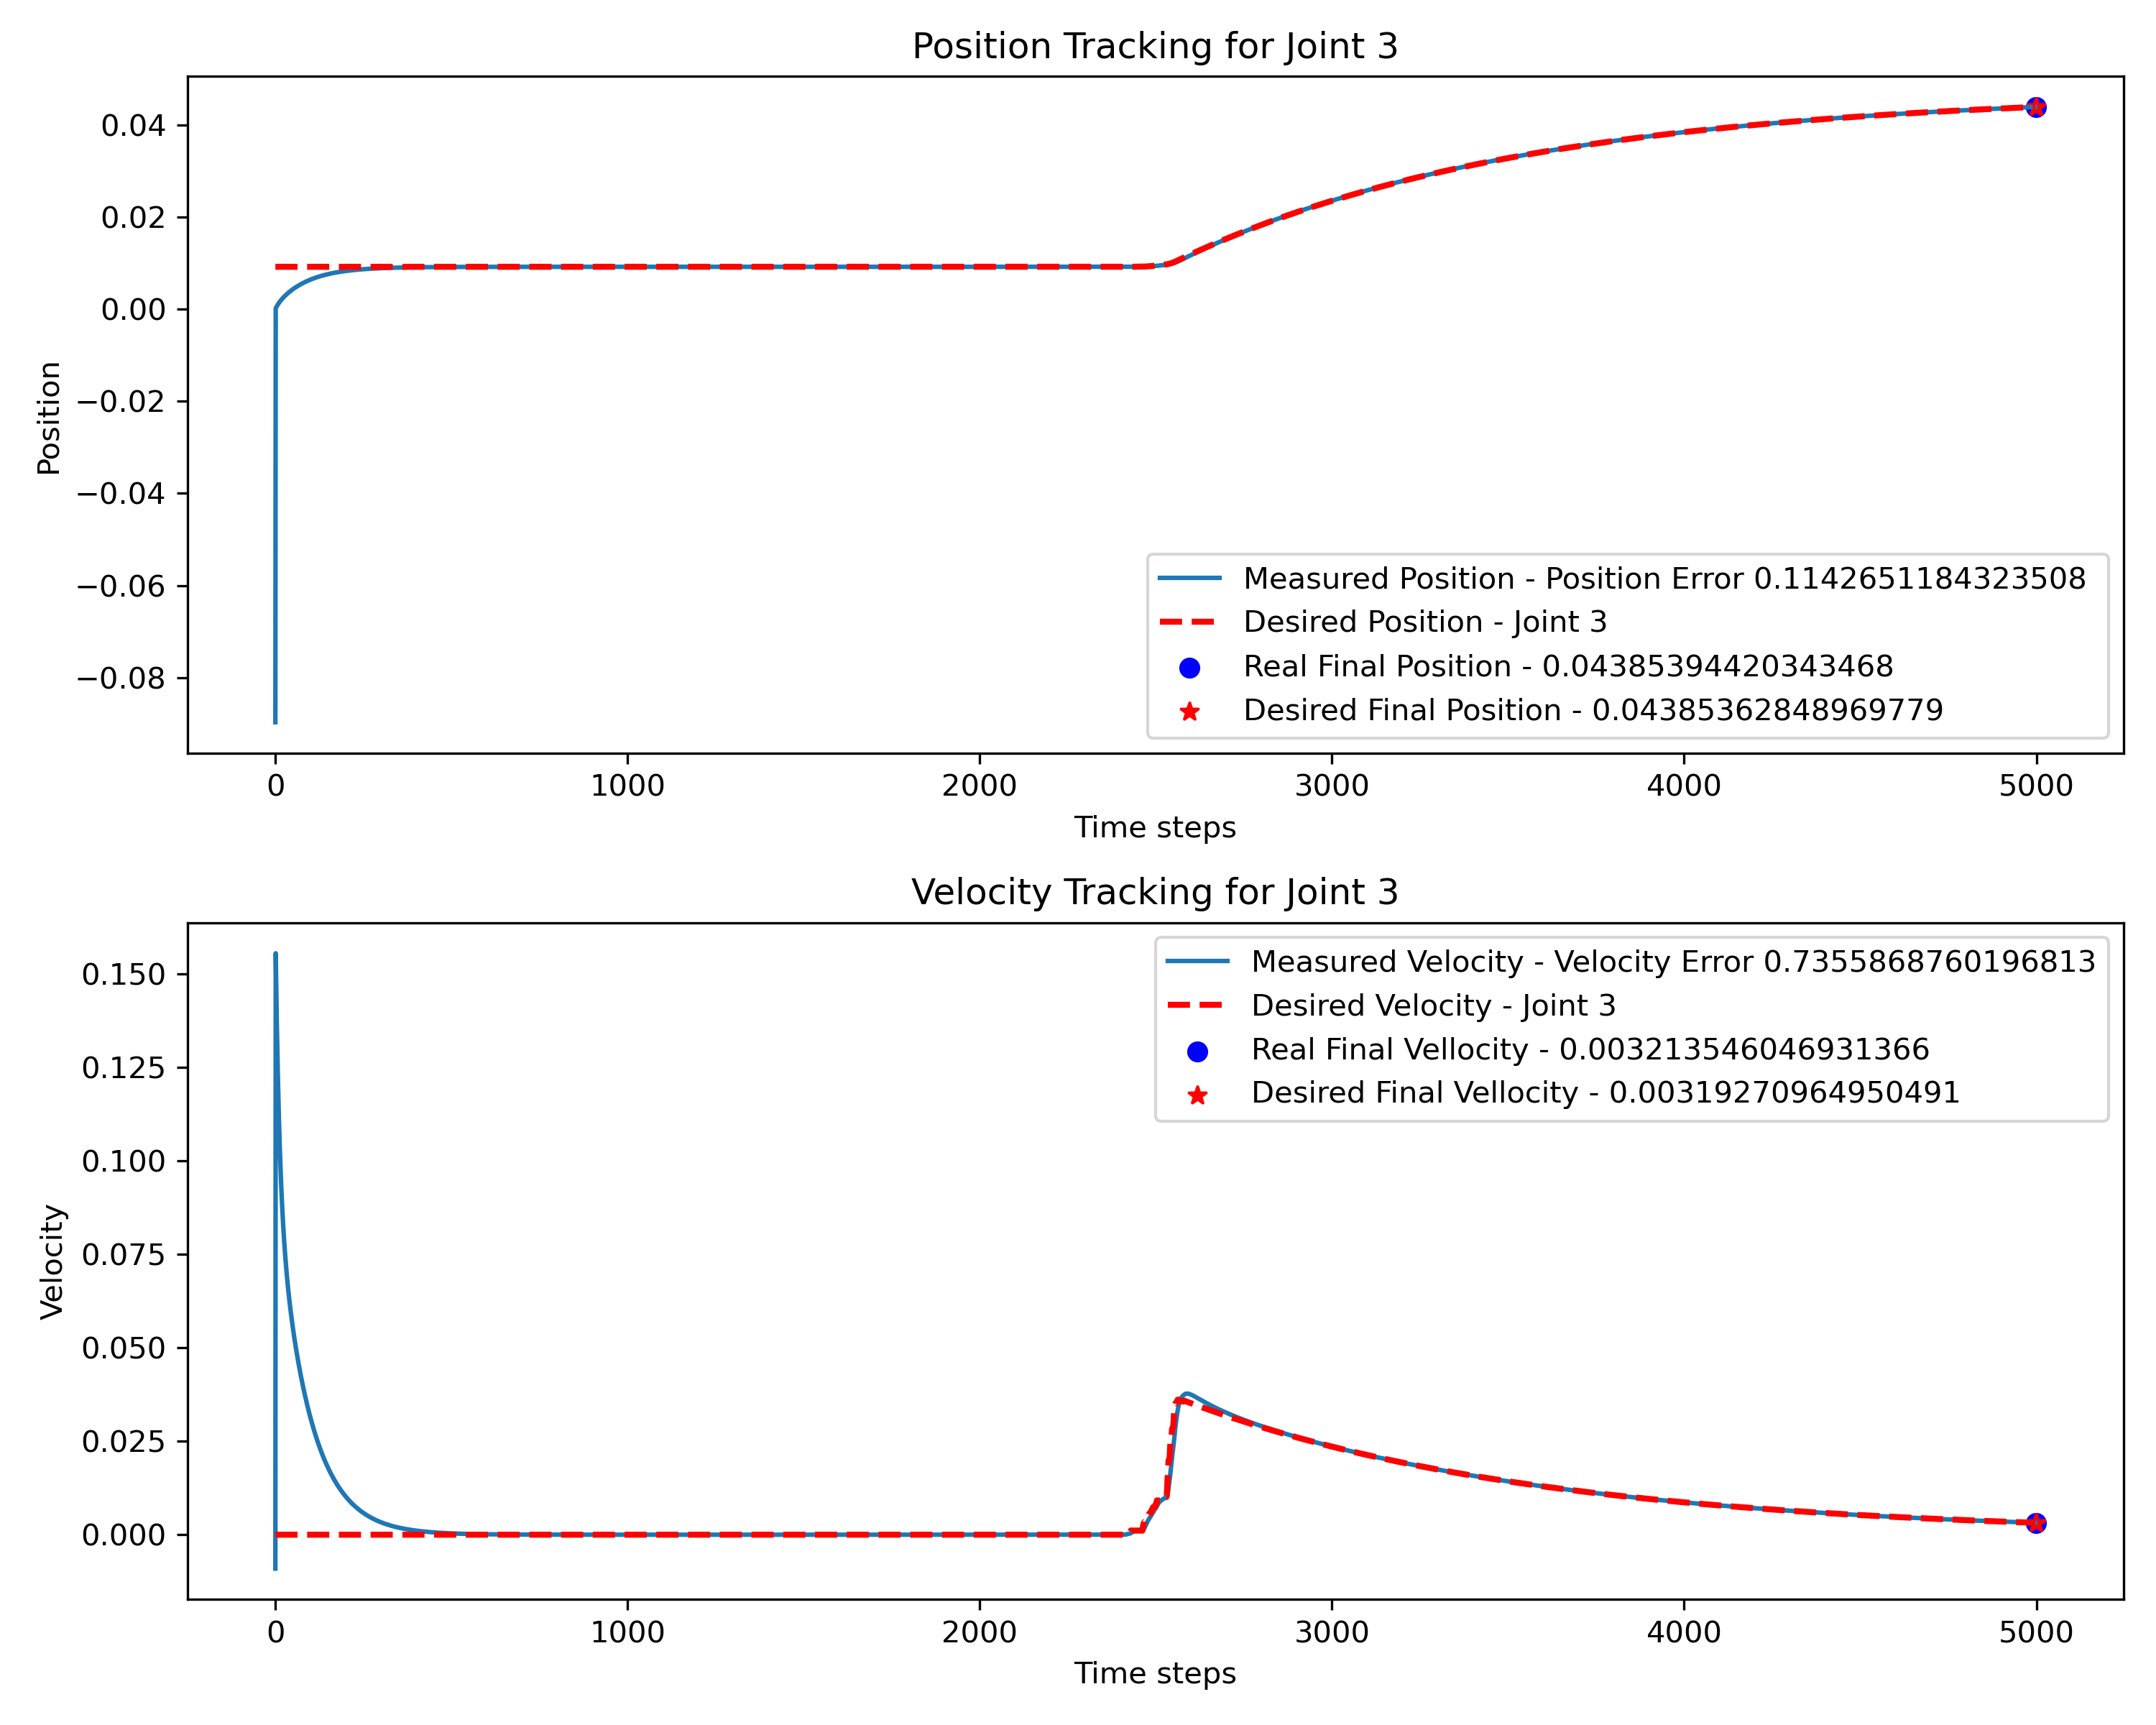 Position Tracking for Joint 3
0.04
0.02
0.00
−0.02
−0.04
−0.06
−0.08
Position
Measured Position - Position Error 0.1142651184323508
Desired Position - Joint 3
Real Final Position - 0.04385394420343468
Desired Final Position - 0.04385362848969779
0 1000 2000 3000 4000 5000
Time steps
Velocity Tracking for Joint 3
0.150
0.125
0.100
0.075
0.050
0.025
0.000
Velocity
Measured Velocity - Velocity Error 0.7355868760196813
Desired Velocity - Joint 3
Real Final Vellocity - 0.003213546046931366
Desired Final Vellocity - 0.00319270964950491
0 1000 2000 3000 4000 5000
Time steps